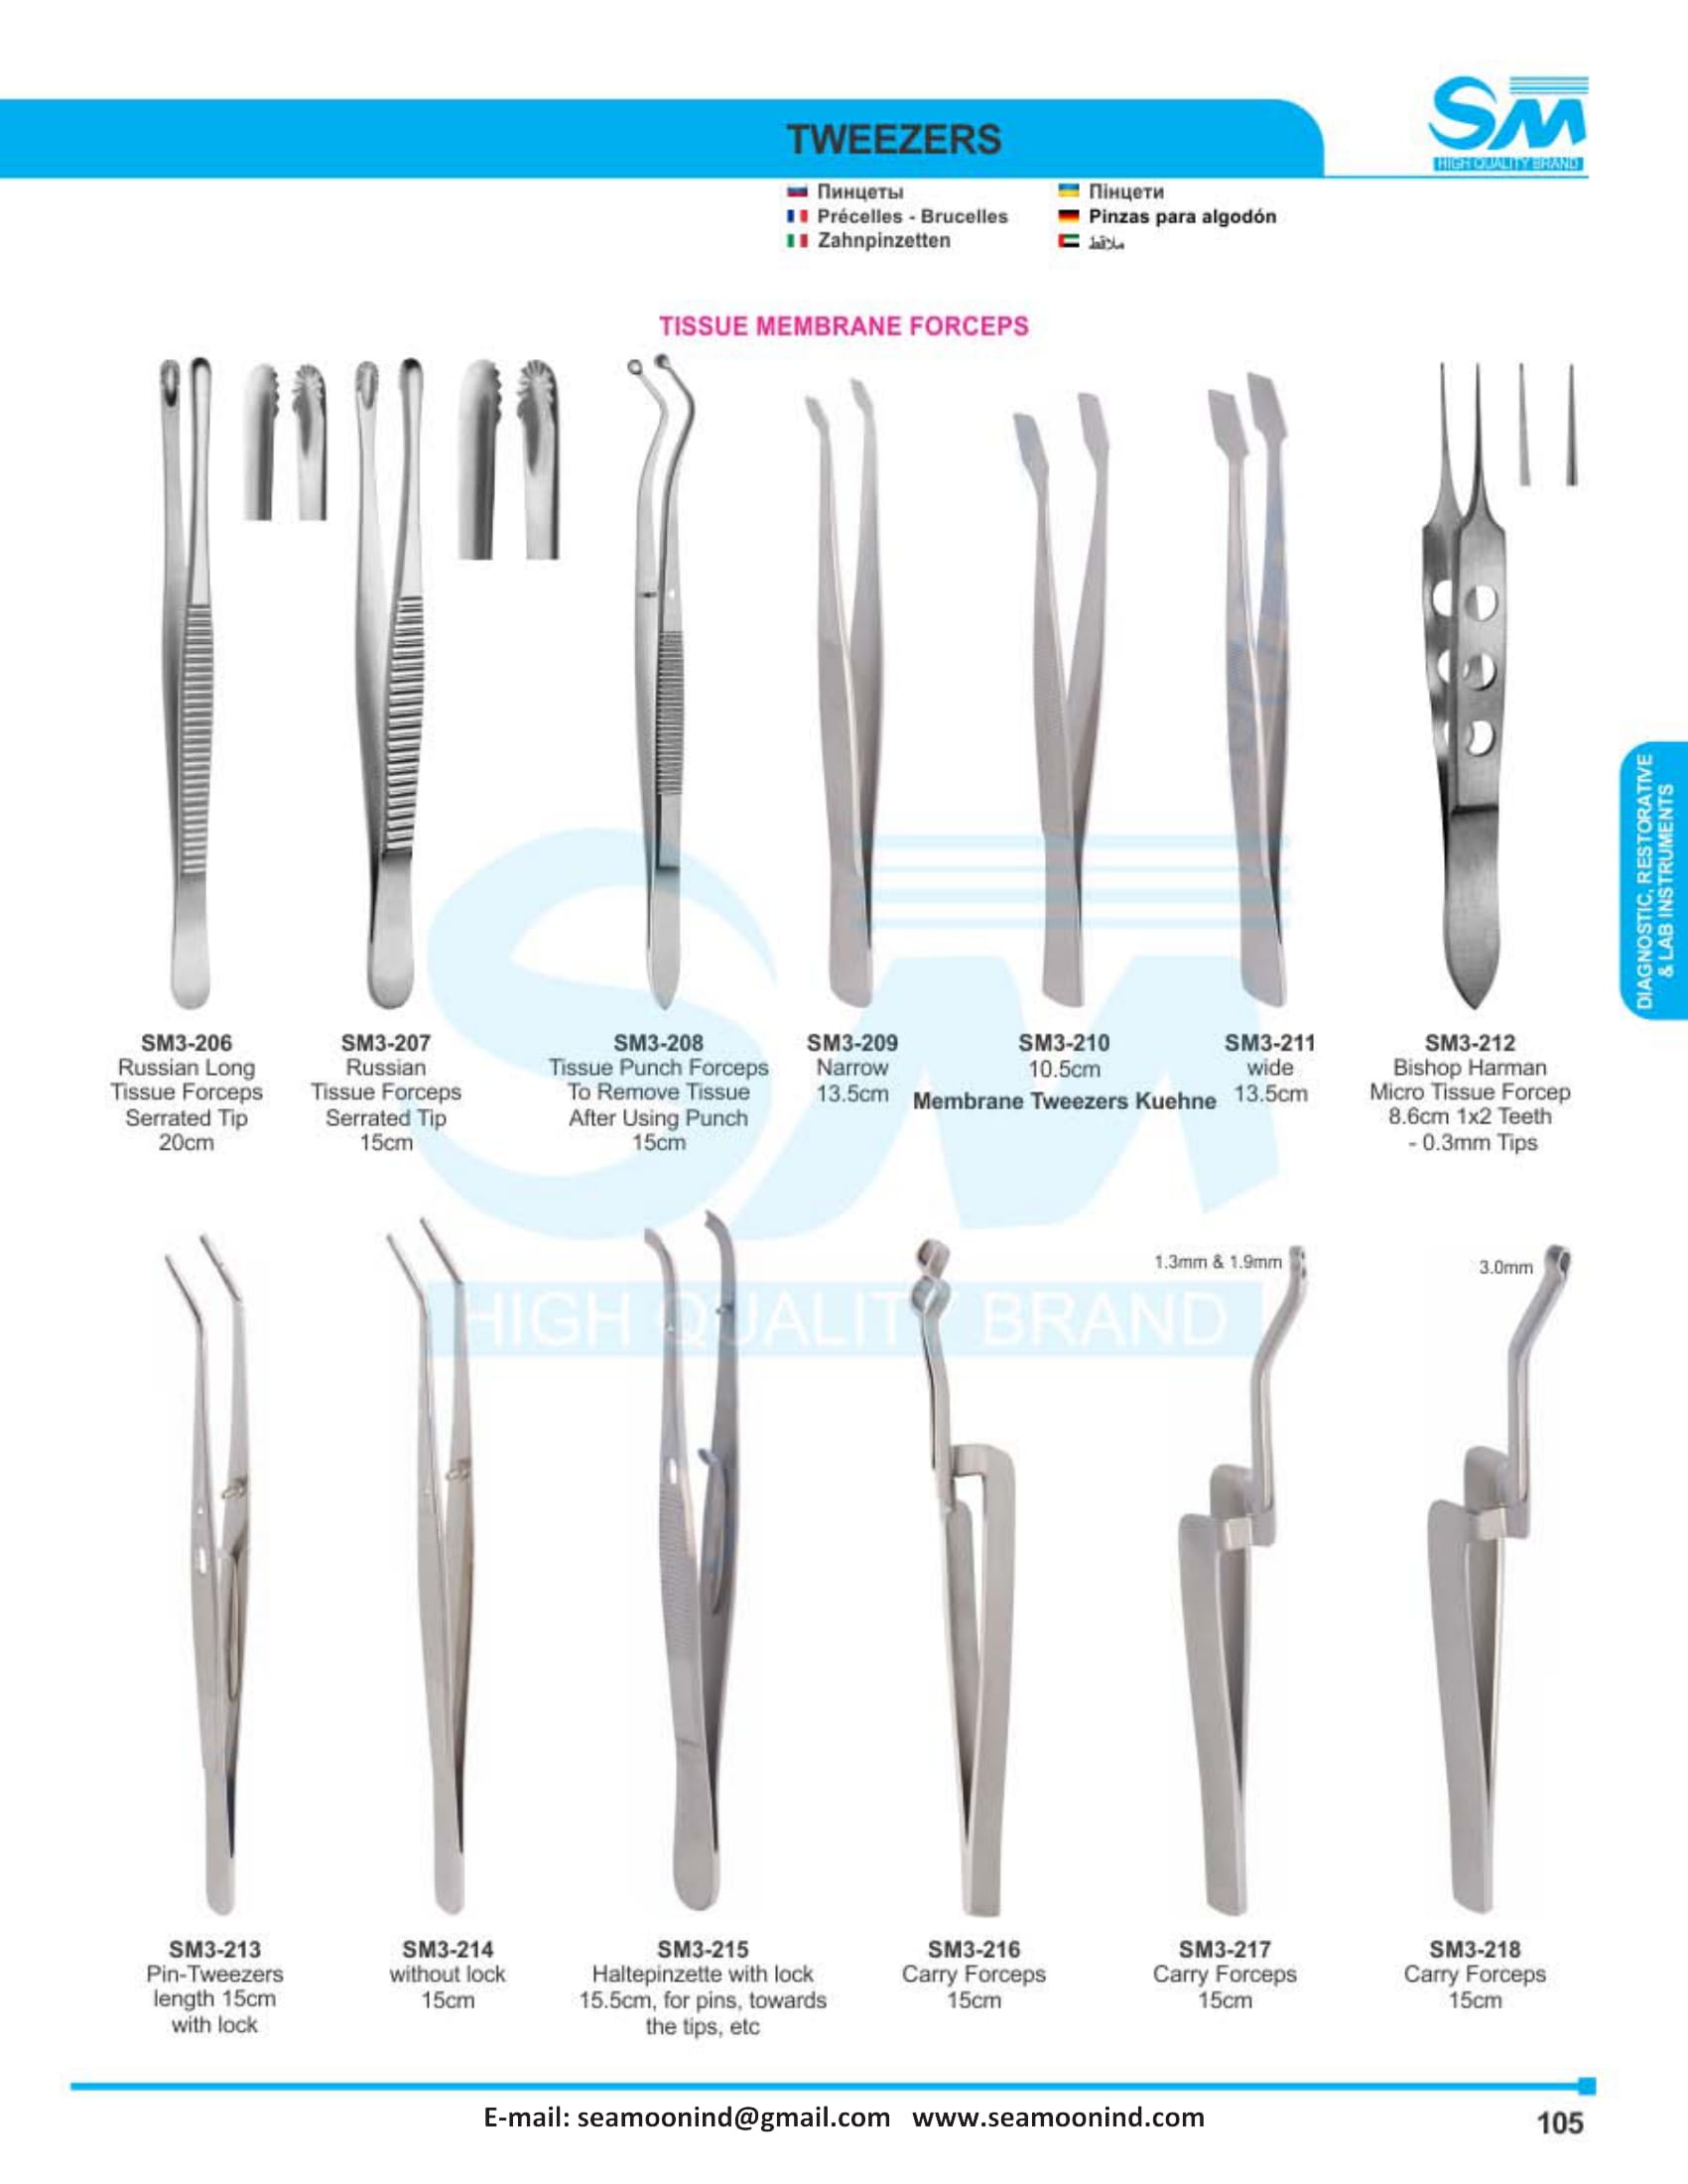 SM
HIGH QUALITY BRAND
TWEEZERS
Пинцеты
Précelles - Brucelles
Zahnpinzetten
Пінцети
Pinzas para algodón
ملاقط
TISSUE MEMBRANE FORCEPS
SM3-206
Russian Long
Tissue Forceps
Serrated Tip
20cm
SM3-207
Russian
Tissue Forceps
Serrated Tip
15cm
SM3-208
Tissue Punch Forceps
To Remove Tissue
After Using Punch
15cm
SM3-209
Narrow
13.5cm
SM3-210
10.5cm
SM3-211
wide
13.5cm
Membrane Tweezers Kuehne
SM3-212
Bishop Harman
Micro Tissue Forcep
8.6cm 1x2 Teeth
- 0.3mm Tips
DIAGNOSTIC, RESTORATIVE
& LAB INSTRUMENTS
SM
HIGH QUALITY BRAND
1.3mm & 1.9mm
3.0mm
SM3-213
Pin-Tweezers
length 15cm
with lock
SM3-214
without lock
15cm
SM3-215
Haltepinzette with lock
15.5cm, for pins, towards
the tips, etc
SM3-216
Carry Forceps
15cm
SM3-217
Carry Forceps
15cm
SM3-218
Carry Forceps
15cm
E-mail: seamoonind@gmail.com www.seamoonind.com
105